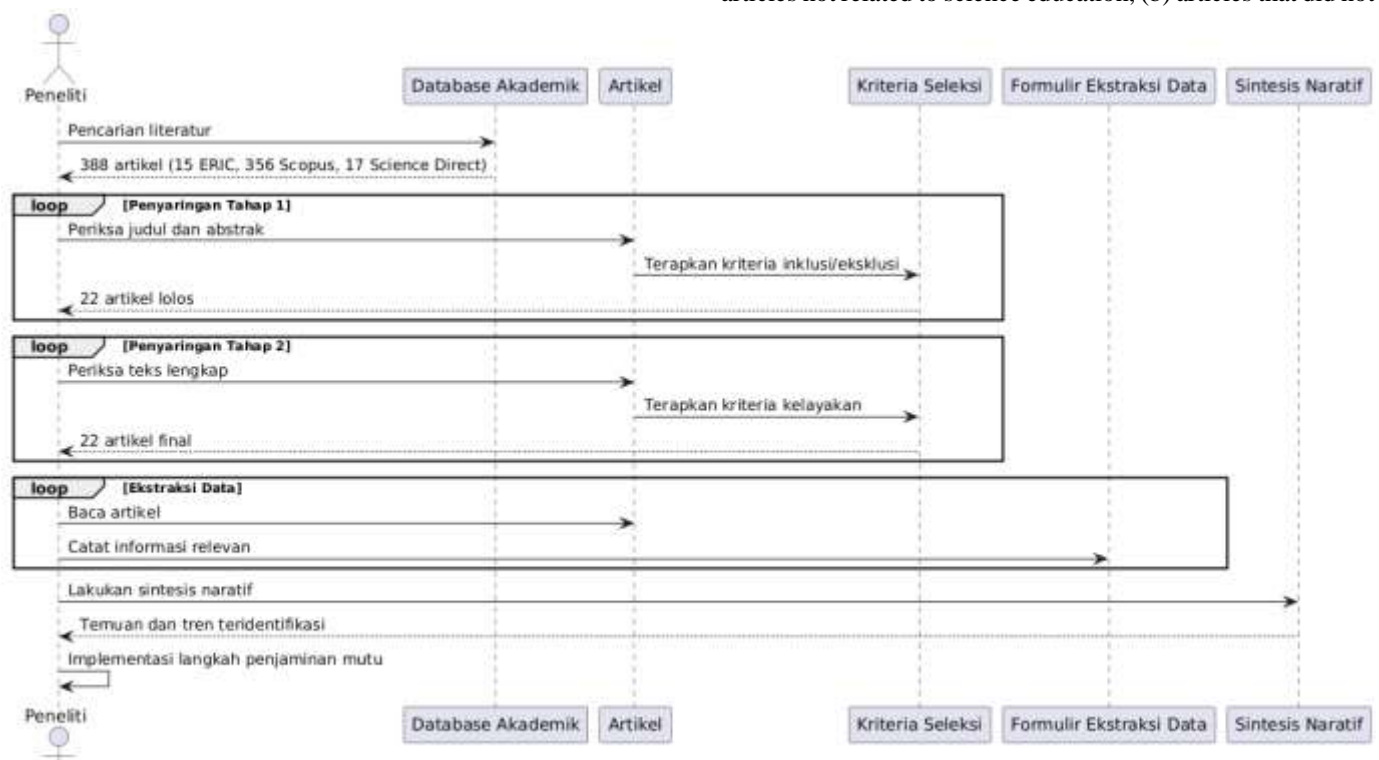 articles not related to science education; (3) articles that did not
Peneliti
Database Akademik
Artikel
Kriteria Seleksi
Formulir Ekstraksi Data
Sintesis Naratif
Pencarian literatur
388 artikel (15 ERIC, 356 Scopus, 17 Science Direct)
loop [Penyaringan Tahap 1]
Periksa judul dan abstrak
Terapkan kriteria inklusi/eksklusi
22 artikel lolos
loop [Penyaringan Tahap 2]
Periksa teks lengkap
Terapkan kriteria kelayakan
22 artikel final
loop [Ekstraksi Data]
Baca artikel
Catat informasi relevan
Lakukan sintesis naratif
Temuan dan tren teridentifikasi
Implementasi langkah penjaminan mutu
Peneliti
Database Akademik
Artikel
Kriteria Seleksi
Formulir Ekstraksi Data
Sintesis Naratif